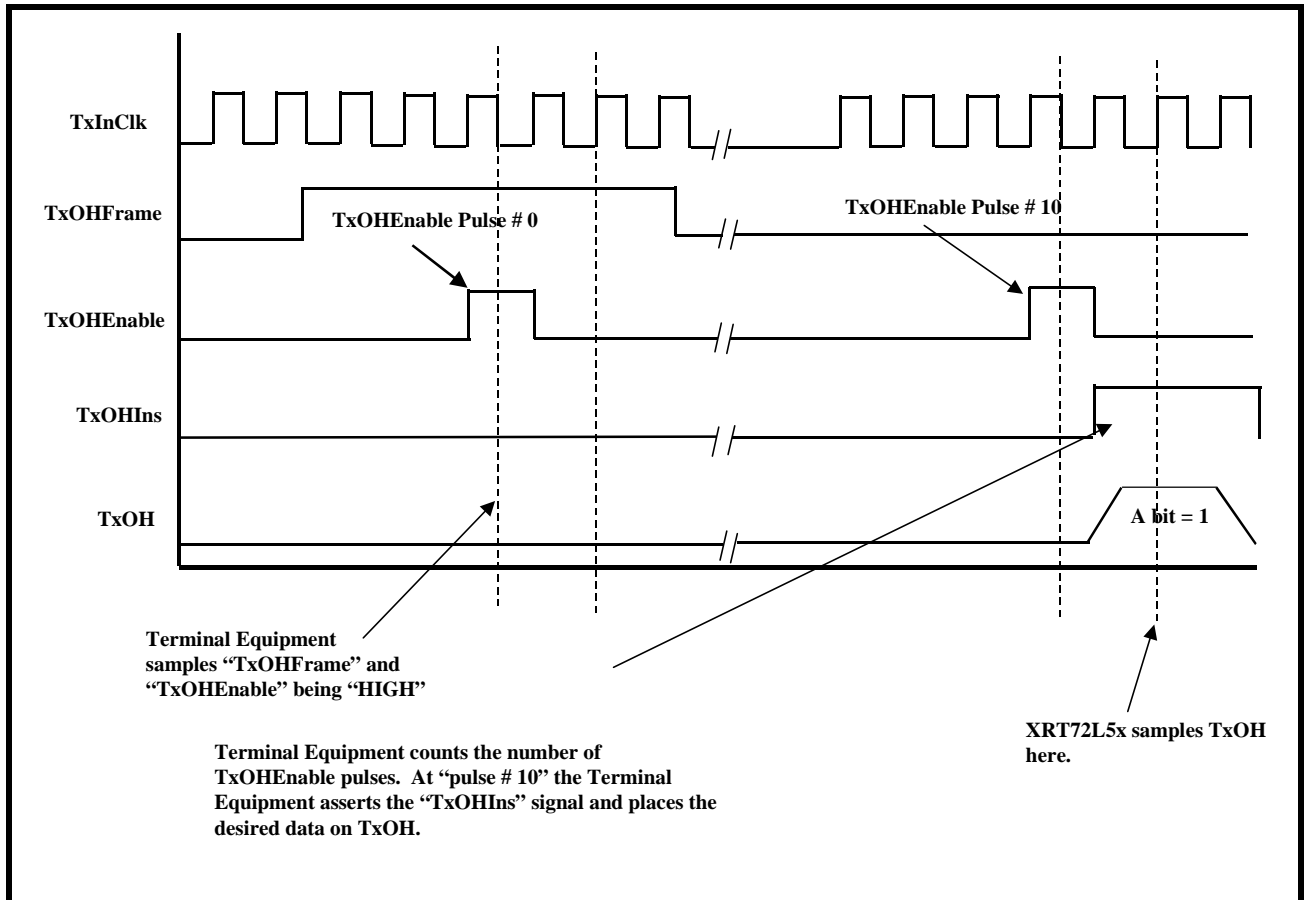 TxInClk
TxOHFrame
TxOHEnable Pulse # 0
TxOHEnable Pulse # 10
TxOHEnable
TxOHIns
TxOH
A bit = 1
Terminal Equipment
samples “TxOHFrame” and
“TxOHEnable” being “HIGH”
XRT72L5x samples TxOH
here.
Terminal Equipment counts the number of
TxOHEnable pulses. At “pulse # 10” the Terminal
Equipment asserts the “TxOHIns” signal and places the
desired data on TxOH.